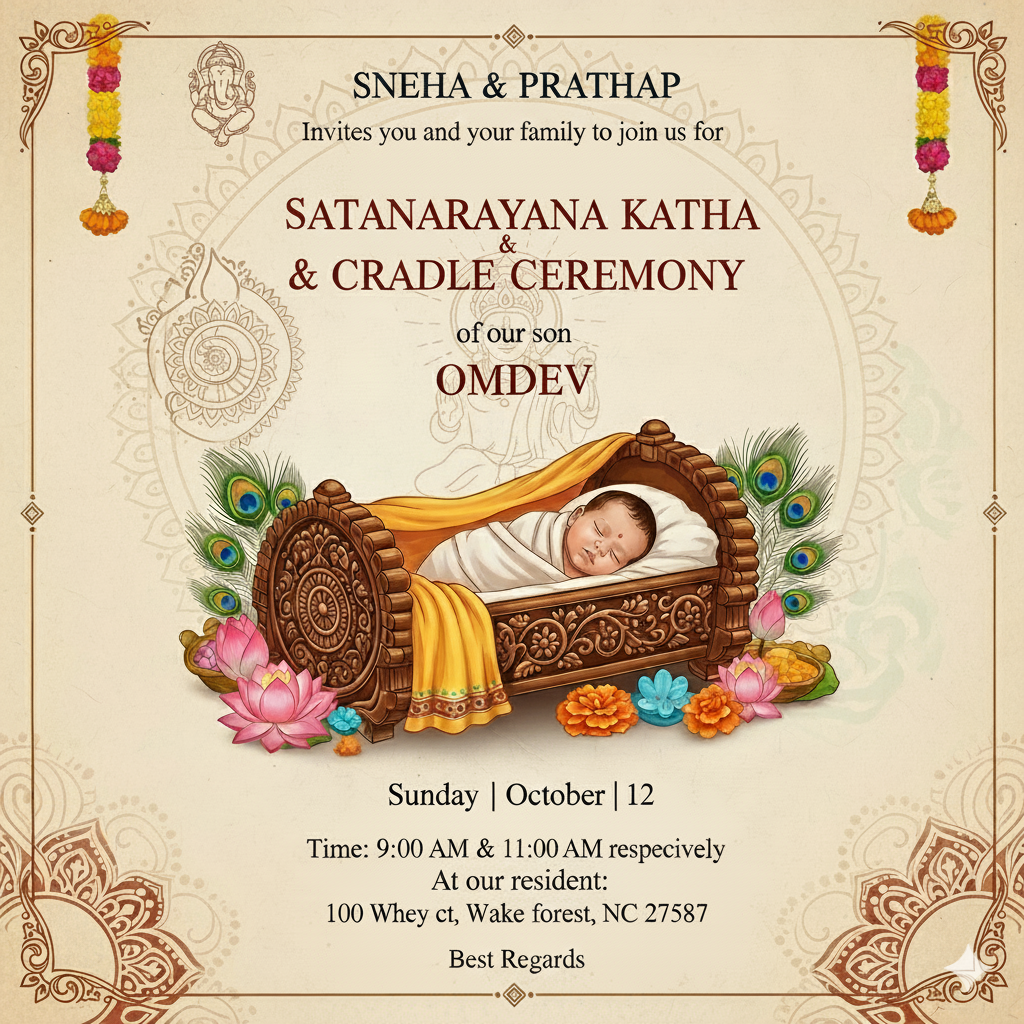 SNEHA & PRATHAP
Invites you and your family to join us for
SATANARAYANA KATHA
&
& CRADLE CEREMONY
of our son
OMDEV
Sunday | October | 12
Time: 9:00 AM & 11:00 AM respecively
At our resident:
100 Whey ct, Wake forest, NC 27587
Best Regards